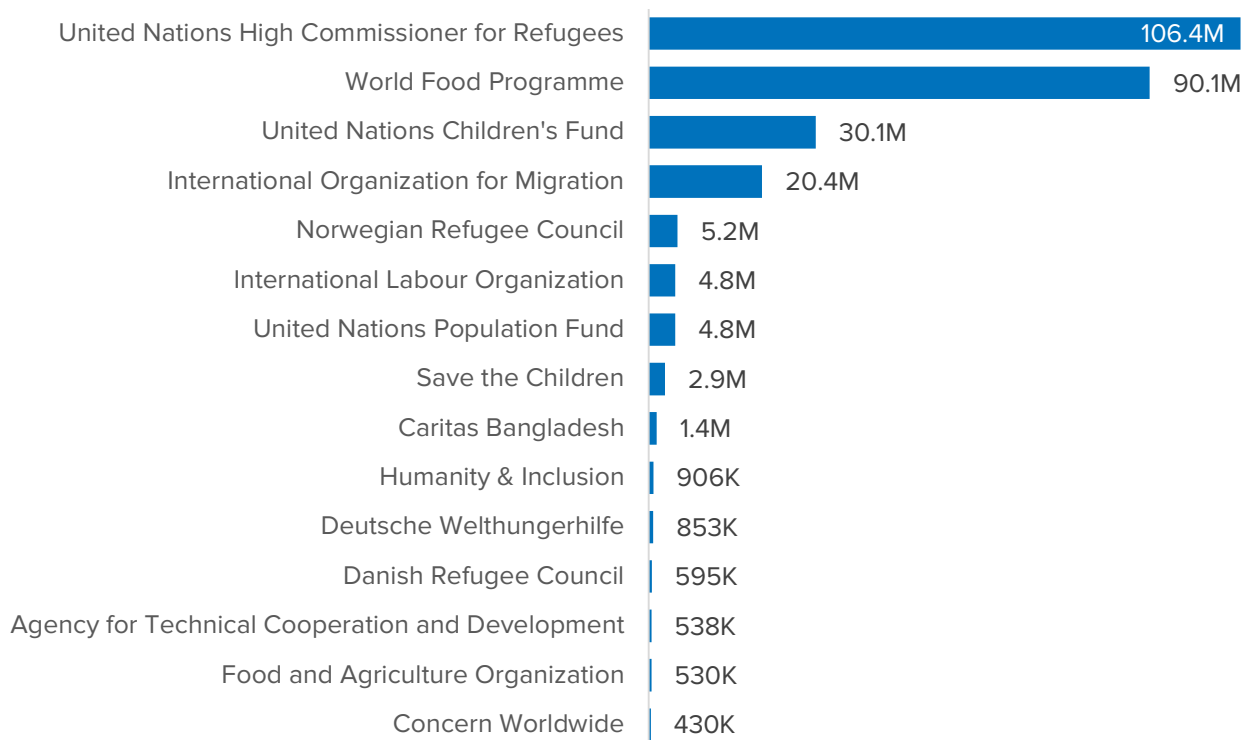 United Nations High Commissioner for Refugees 106.4M
World Food Programme 90.1M
United Nations Children's Fund 30.1M
International Organization for Migration 20.4M
Norwegian Refugee Council 5.2M
International Labour Organization 4.8M
United Nations Population Fund 4.8M
Save the Children 2.9M
Caritas Bangladesh 1.4M
Humanity & Inclusion 906K
Deutsche Welthungerhilfe 853K
Danish Refugee Council 595K
Agency for Technical Cooperation and Development 538K
Food and Agriculture Organization 530K
Concern Worldwide 430K